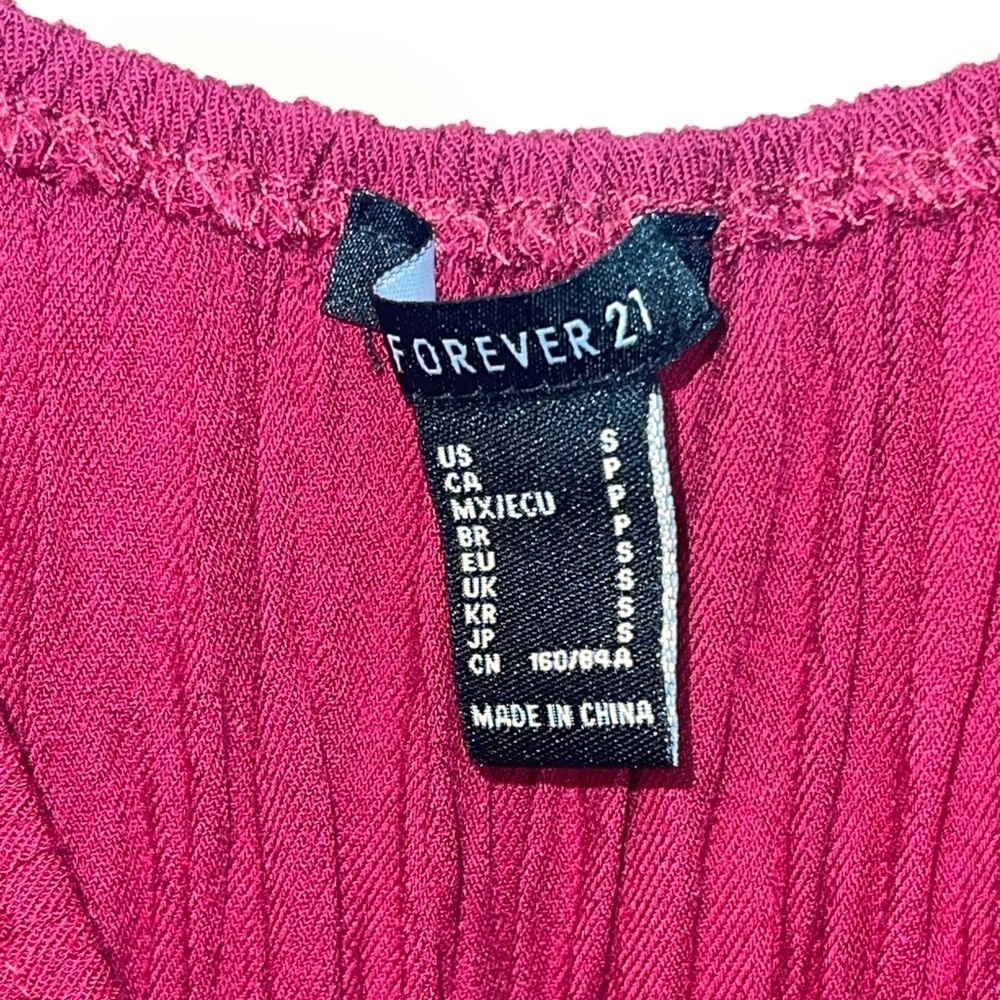 FOREVER 21
US S
CA P
MX/ECU P
BR P
EU S
UK S
KR S
JP S
CN 160/84A
MADE IN CHINA